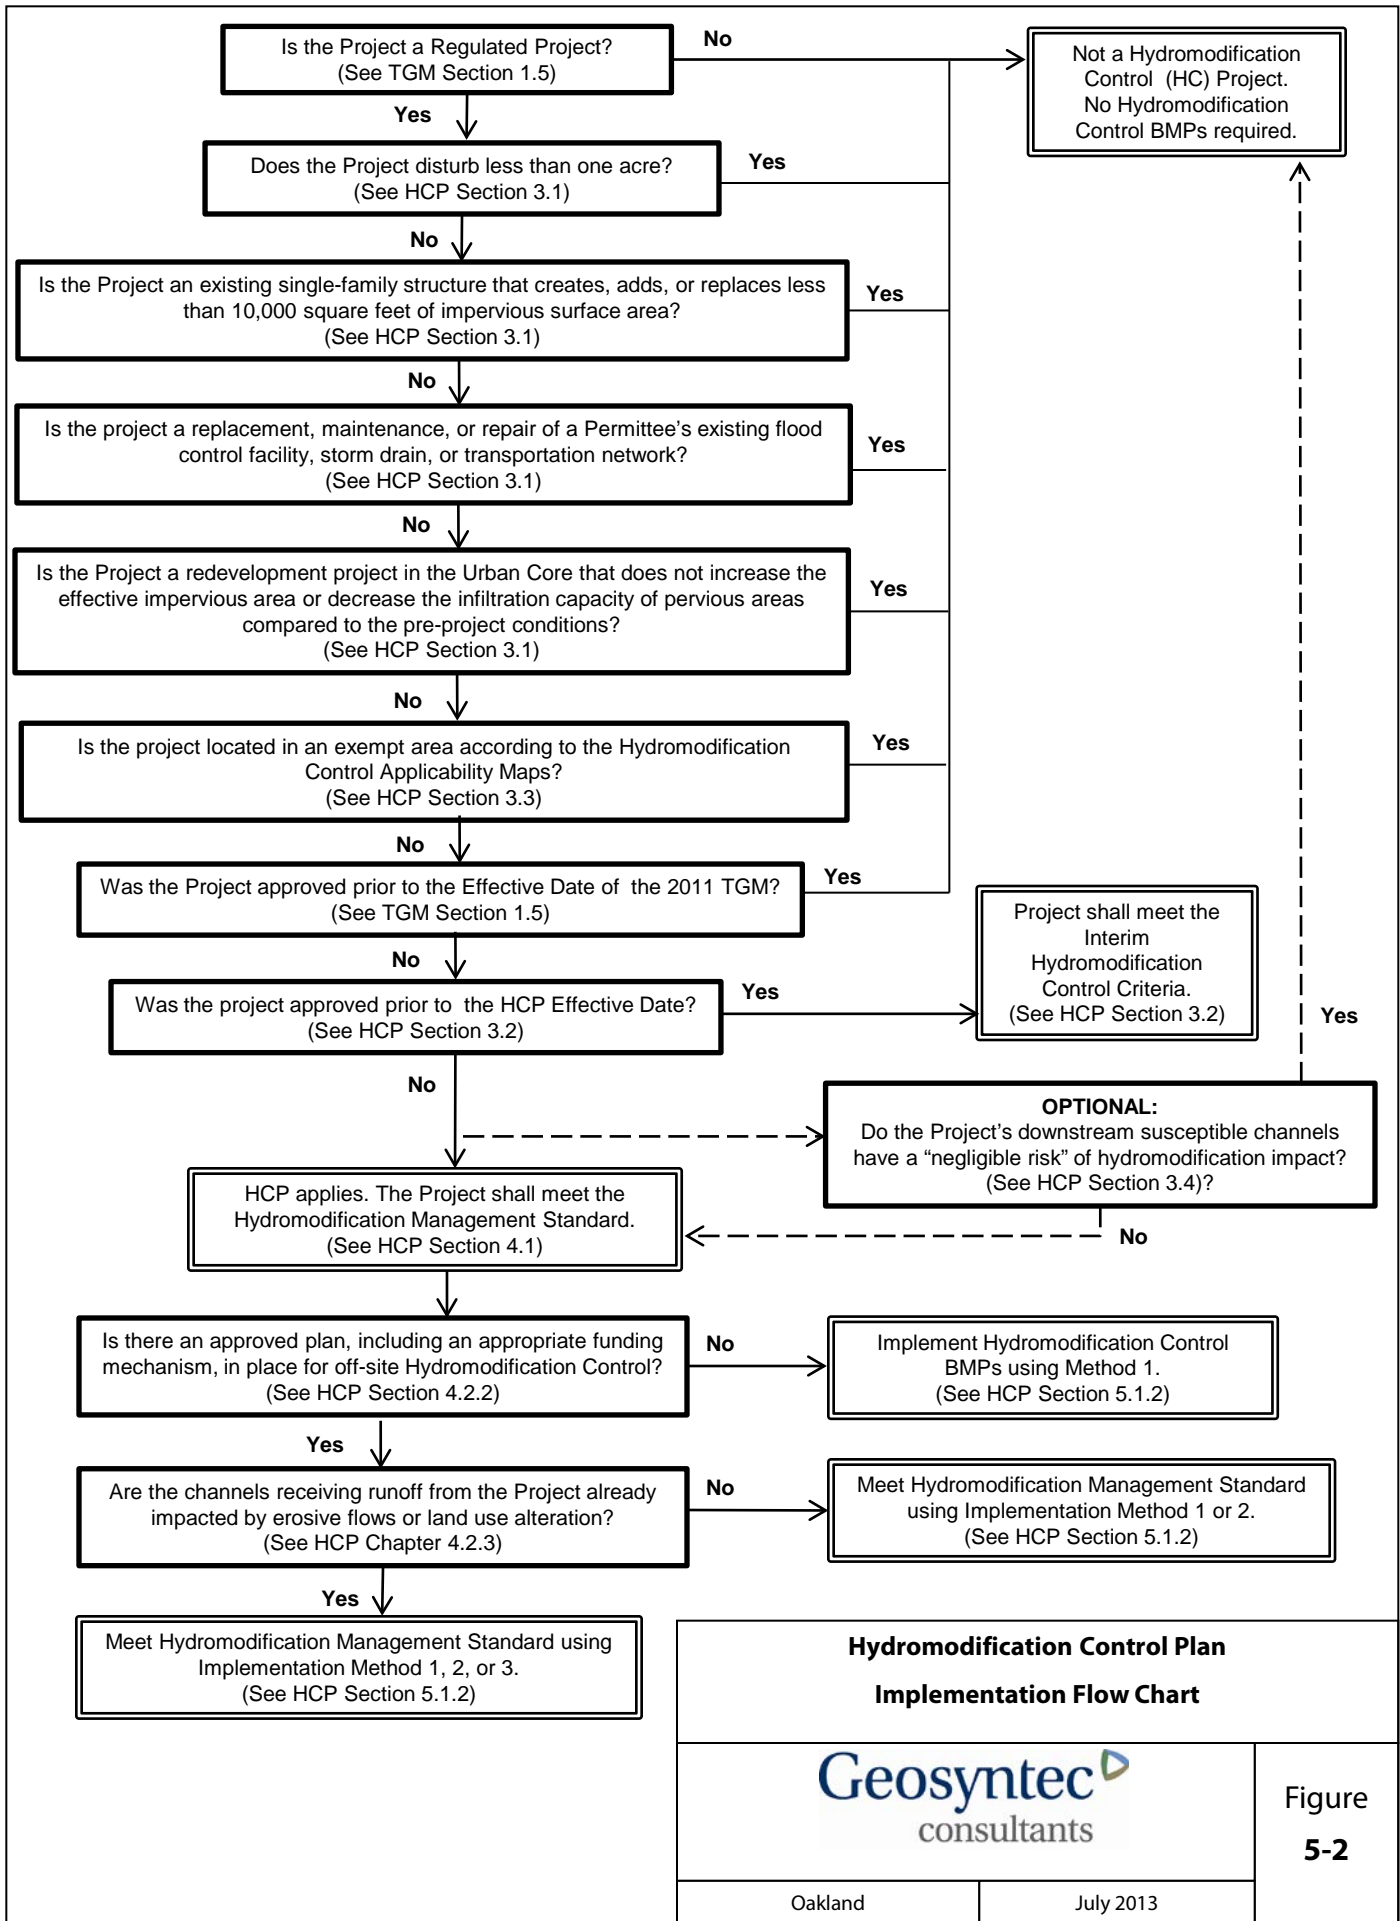 Is the Project a Regulated Project?
(See TGM Section 1.5)
No
Not a Hydromodification
Control (HC) Project.
No Hydromodification
Control BMPs required.
Yes
Does the Project disturb less than one acre?
(See HCP Section 3.1)
Yes
No
Is the Project an existing single-family structure that creates, adds, or replaces less
than 10,000 square feet of impervious surface area?
(See HCP Section 3.1)
Yes
No
Is the project a replacement, maintenance, or repair of a Permittee's existing flood
control facility, storm drain, or transportation network?
(See HCP Section 3.1)
Yes
No
Is the Project a redevelopment project in the Urban Core that does not increase the
effective impervious area or decrease the infiltration capacity of pervious areas
compared to the pre-project conditions?
(See HCP Section 3.1)
Yes
No
Is the project located in an exempt area according to the Hydromodification
Control Applicability Maps?
(See HCP Section 3.3)
Yes
No
Was the Project approved prior to the Effective Date of the 2011 TGM?
(See TGM Section 1.5)
Yes
No
Was the project approved prior to the HCP Effective Date?
(See HCP Section 3.2)
Yes
Project shall meet the
Interim
Hydromodification
Control Criteria.
(See HCP Section 3.2)
Yes
No
OPTIONAL:
Do the Project's downstream susceptible channels
have a “negligible risk” of hydromodification impact?
(See HCP Section 3.4)?
No
HCP applies. The Project shall meet the
Hydromodification Management Standard.
(See HCP Section 4.1)
Is there an approved plan, including an appropriate funding
mechanism, in place for off-site Hydromodification Control?
(See HCP Section 4.2.2)
No
Implement Hydromodification Control
BMPs using Method 1.
(See HCP Section 5.1.2)
Yes
Are the channels receiving runoff from the Project already
impacted by erosive flows or land use alteration?
(See HCP Chapter 4.2.3)
No
Meet Hydromodification Management Standard
using Implementation Method 1 or 2.
(See HCP Section 5.1.2)
Yes
Meet Hydromodification Management Standard using
Implementation Method 1, 2, or 3.
(See HCP Section 5.1.2)
Hydromodification Control Plan
Implementation Flow Chart
Geosyntec
consultants
Figure
5-2
Oakland
July 2013